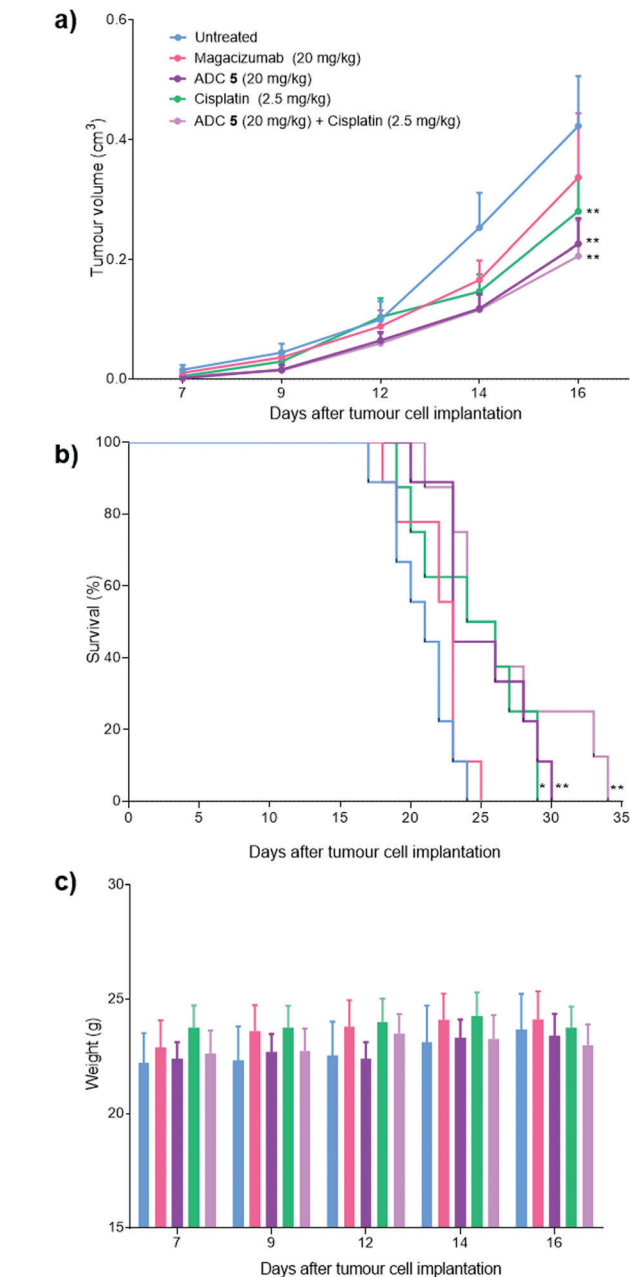 a)
0.6
Untreated
Magacizumab (20 mg/kg)
ADC 5 (20 mg/kg)
Cisplatin (2.5 mg/kg)
ADC 5 (20 mg/kg) + Cisplatin (2.5 mg/kg)
0.4
0.2
0.0
Tumour volume (cm³)
**
**
**
7 9 12 14 16
Days after tumour cell implantation
b)
100
80
60
40
20
0
Survival (%)
* ** **
0 5 10 15 20 25 30 35
Days after tumour cell implantation
c)
30
25
20
15
Weight (g)
7 9 12 14 16
Days after tumour cell implantation